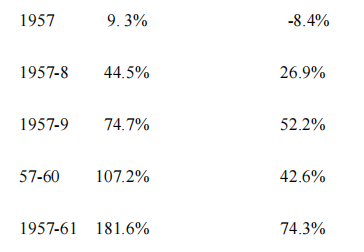 1957 9. 3% -8.4%
1957-8 44.5% 26.9%
1957-9 74.7% 52.2%
57-60 107.2% 42.6%
1957-61 181.6% 74.3%